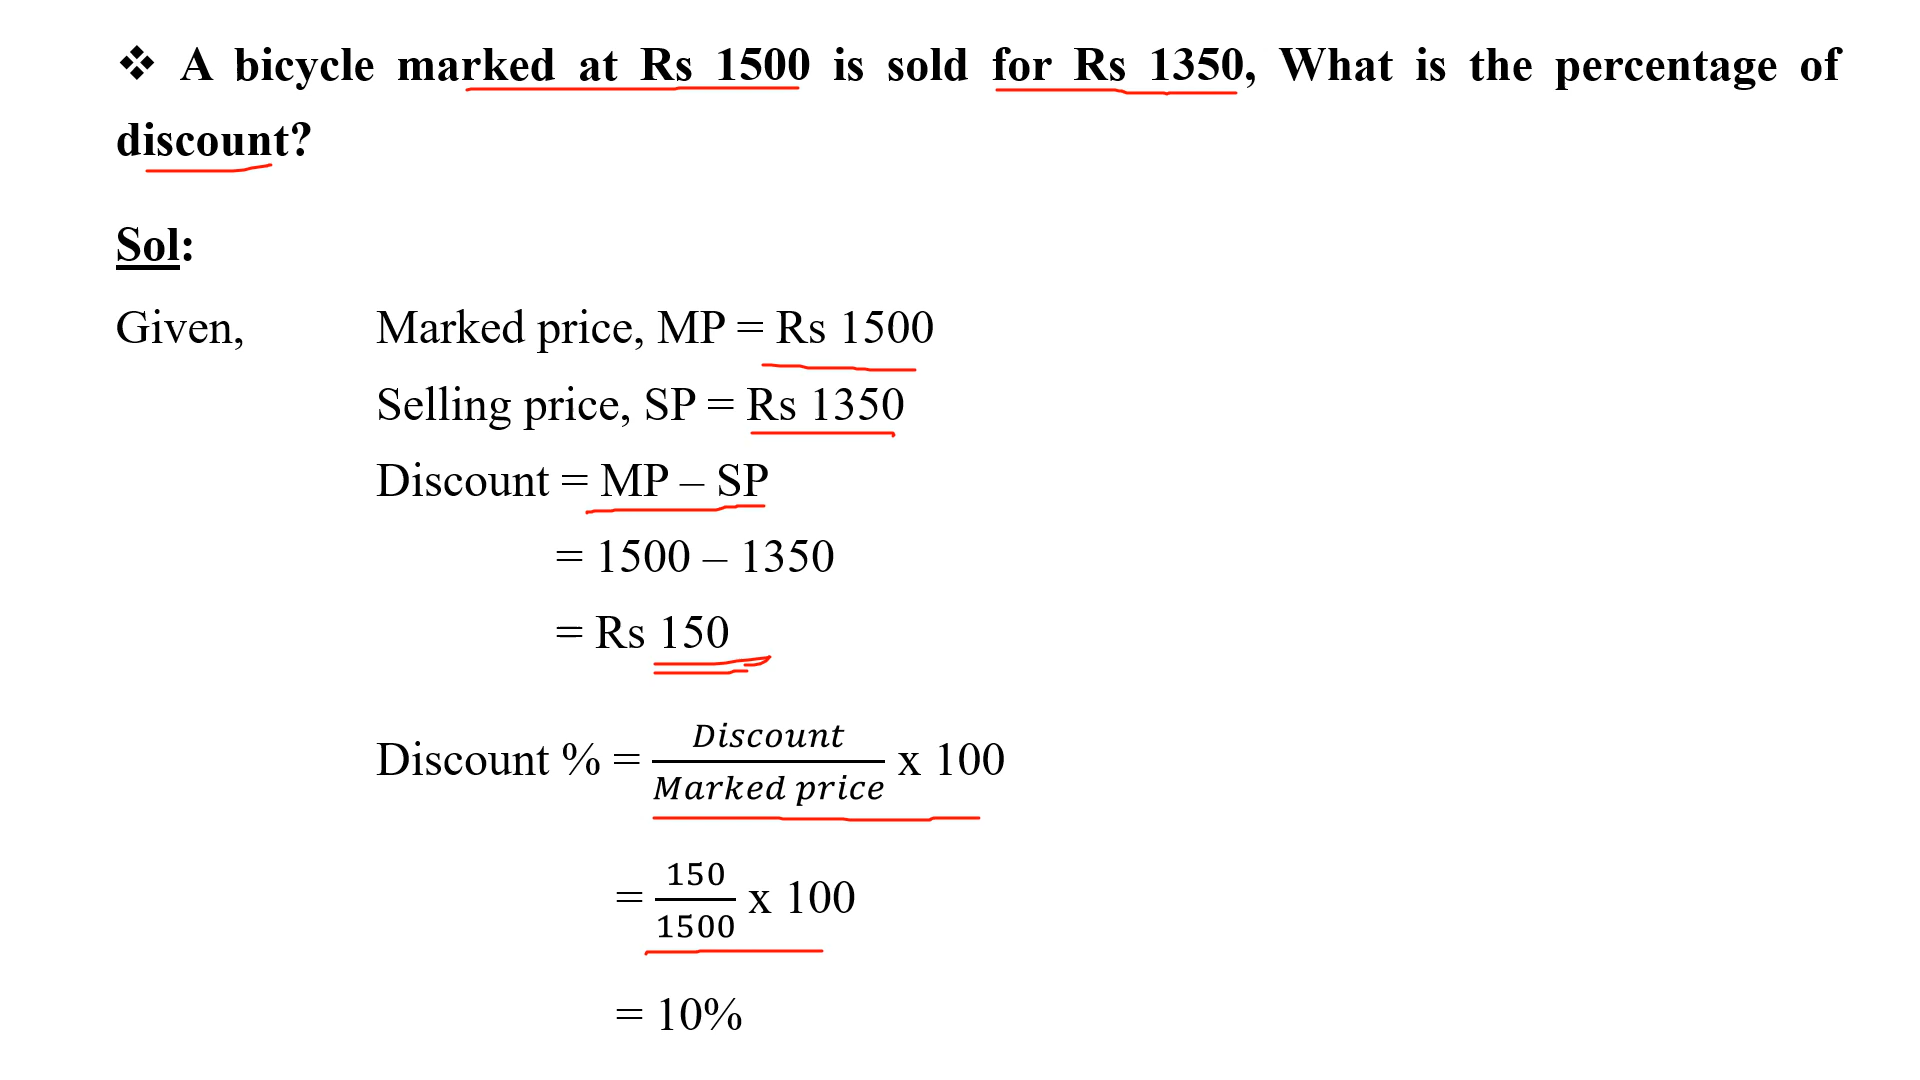 ❖ A bicycle marked at Rs 1500 is sold for Rs 1350, What is the percentage of
discount?
Sol:
Given, Marked price, MP = Rs 1500
Selling price, SP = Rs 1350
Discount = MP – SP
= 1500 – 1350
= Rs 150
Discount % = Discount/Marked price x 100
= 150/1500 x 100
= 10%